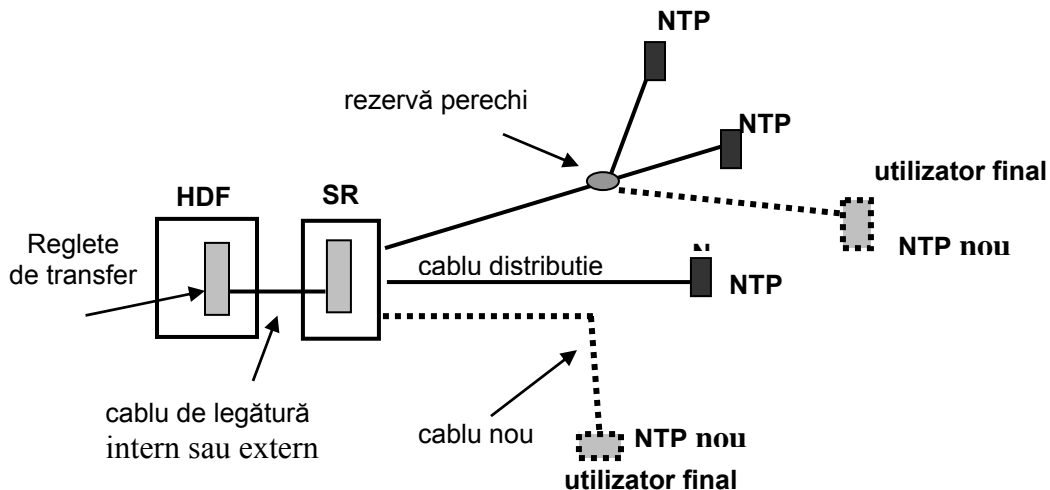 NTP
rezervă perechi
NTP
utilizator final
HDF
SR
Reglete
de transfer
NTP nou
cablu distributie
NTP
cablu de legătură
intern sau extern
cablu nou
NTP nou
utilizator final